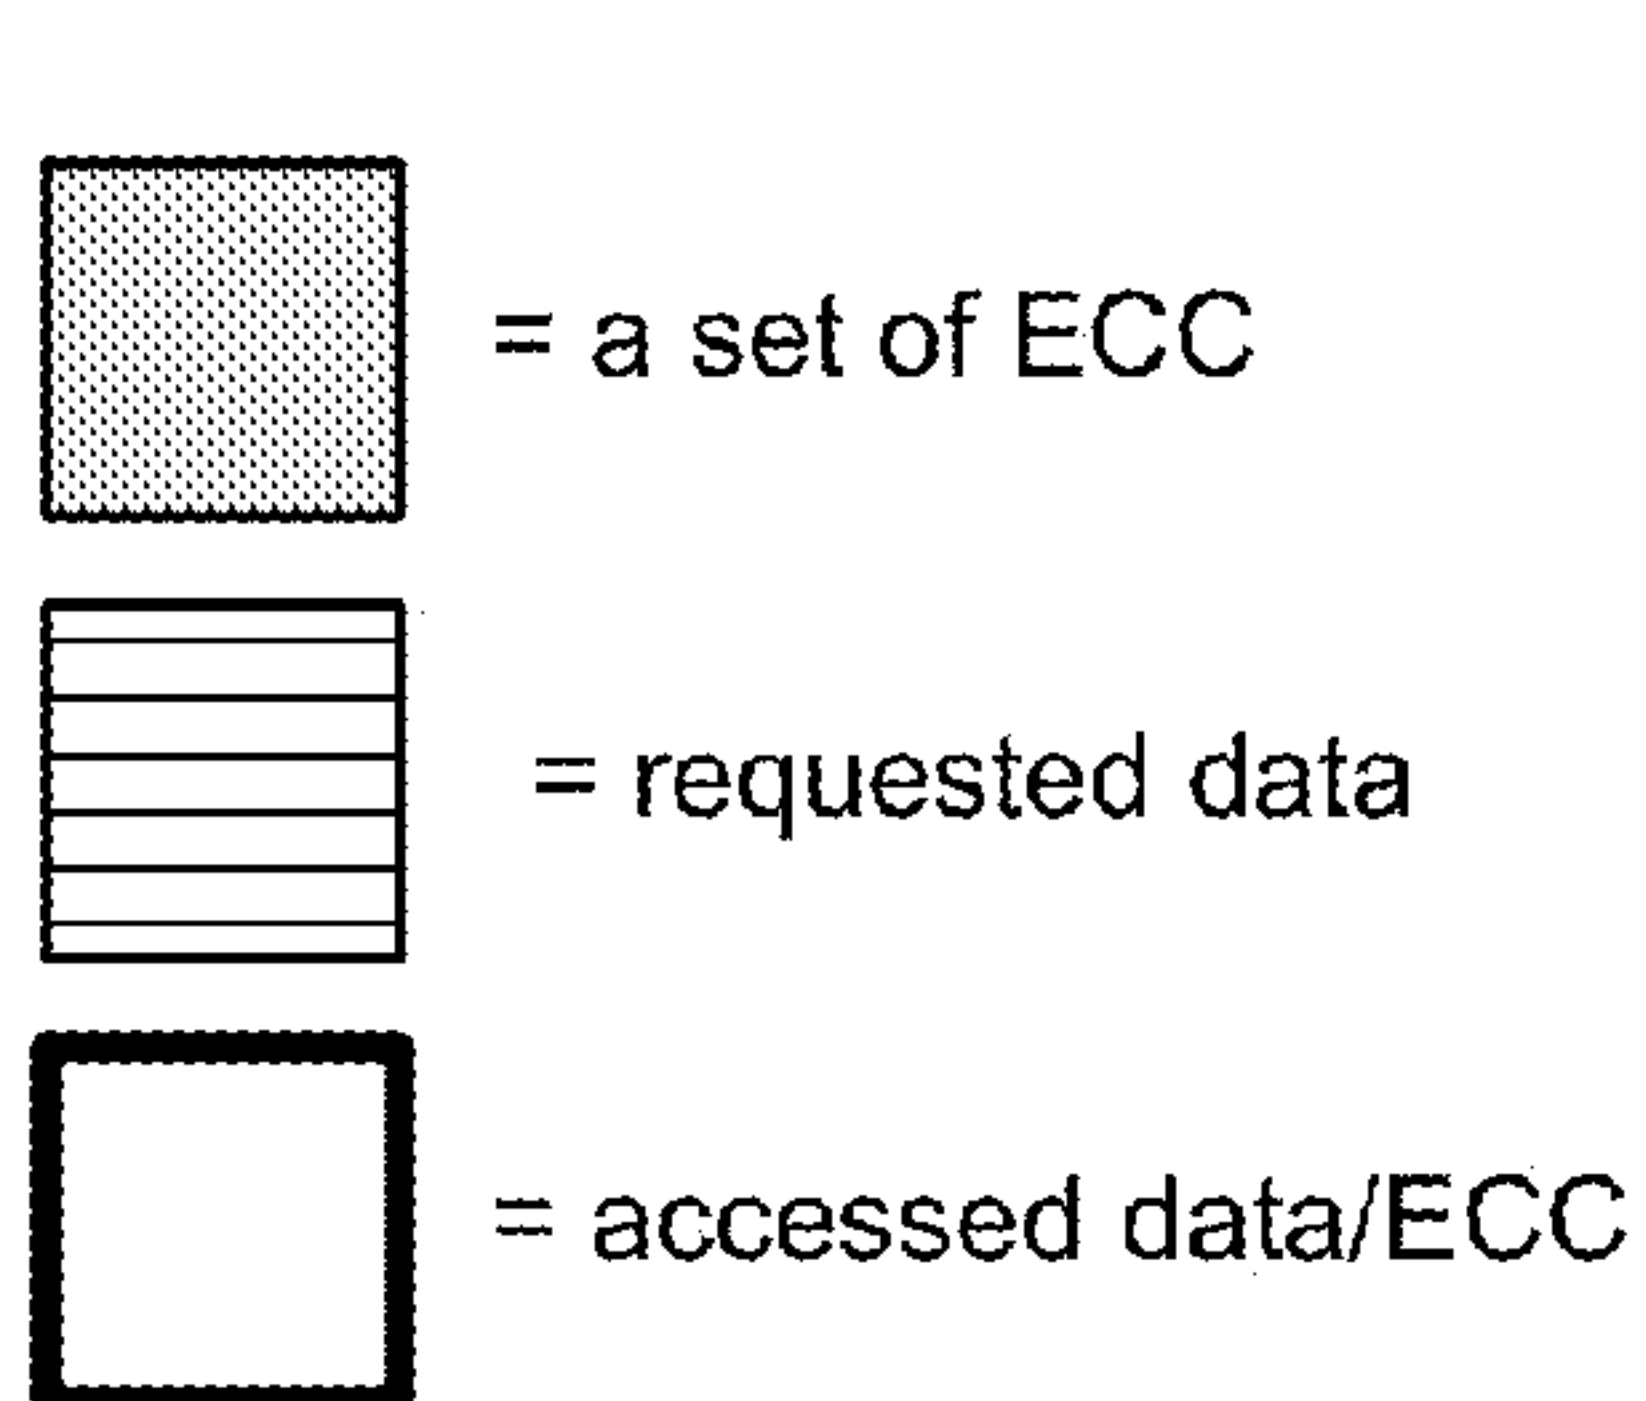 = a set of ECC
= requested data
= accessed data/ECC